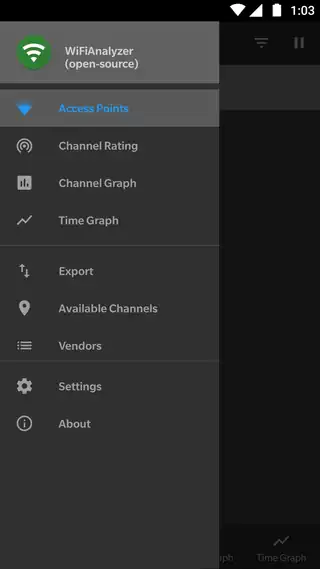 1:03
WiFiAnalyzer
(open-source)
Access Points
Channel Rating
Channel Graph
Time Graph
Export
Available Channels
Vendors
Settings
About
Time Graph